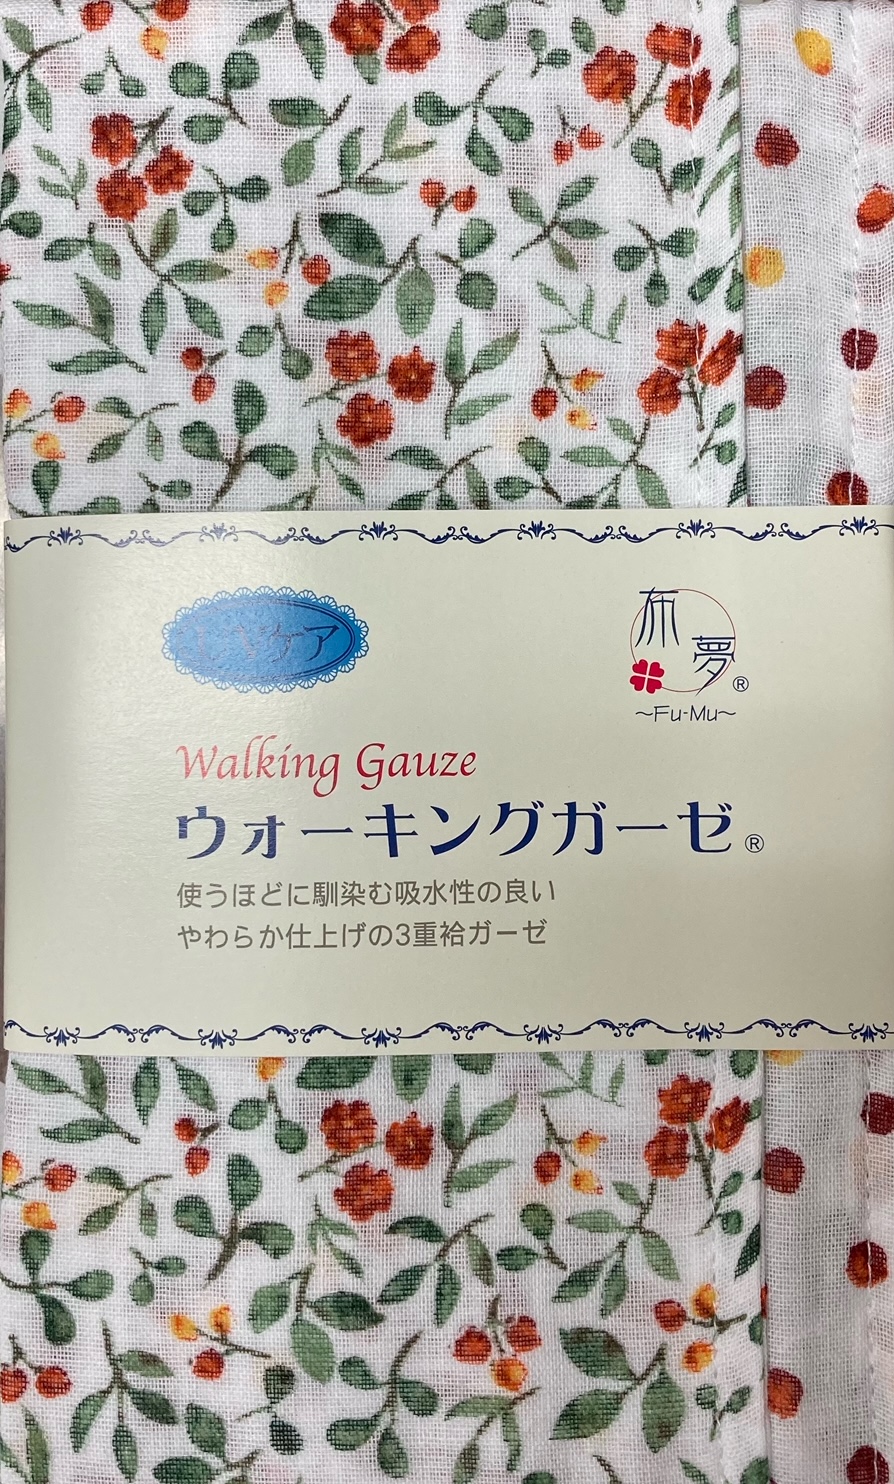 UVケア
布夢®
~Fu-Mu~
Walking Gauze
ウォーキングガーゼ®
使うほどに馴染む吸水性の良い
やわらか仕上げの3重袷ガーゼ